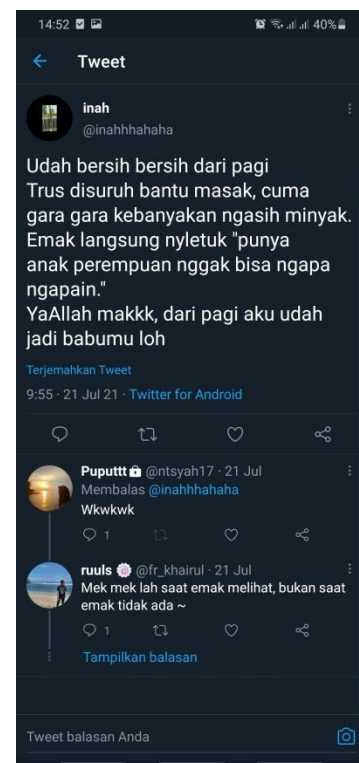 14:52 40%
Tweet
inah
@inahhhahaha
Udah bersih bersih dari pagi
Trus disuruh bantu masak, cuma
gara gara kebanyakan ngasih minyak.
Emak langsung nyletuk "punya
anak perempuan nggak bisa ngapa
ngapain."
YaAllah makkk, dari pagi aku udah
jadi babumu loh
Terjemahkan Tweet
9:55 · 21 Jul 21 · Twitter for Android
Puputtt @ntsyah17 · 21 Jul
Membalas @inahhhahaha
Wkwkwk
1
ruuls @fr_khairul · 21 Jul
Mek mek lah saat emak melihat, bukan saat
emak tidak ada ~
1
Tampilkan balasan
Tweet balasan Anda